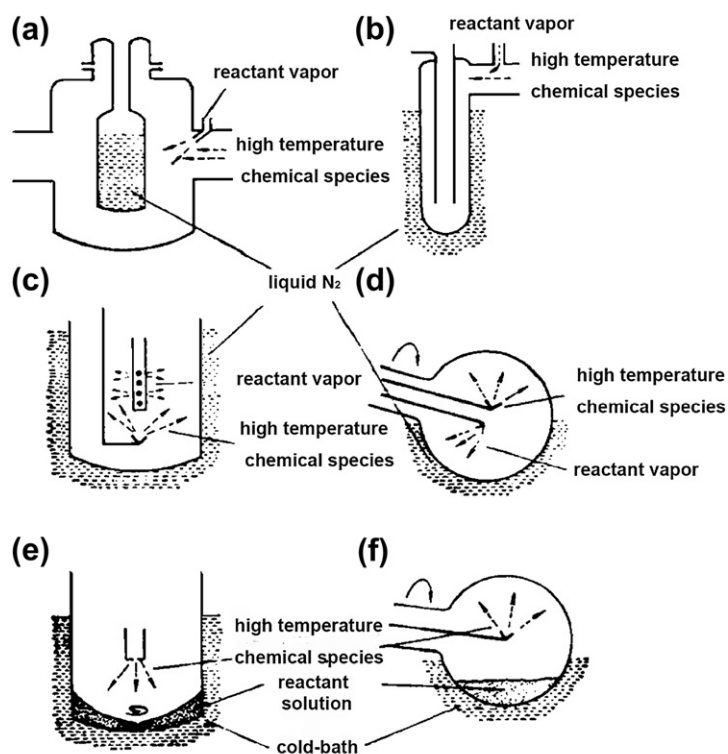 (a)
reactant vapor
high temperature
chemical species
(b)
reactant vapor
high temperature
chemical species
liquid N₂
(c)
reactant vapor
high temperature
chemical species
(d)
high temperature
chemical species
reactant vapor
(e)
(f)
high temperature
chemical species
reactant
solution
cold-bath